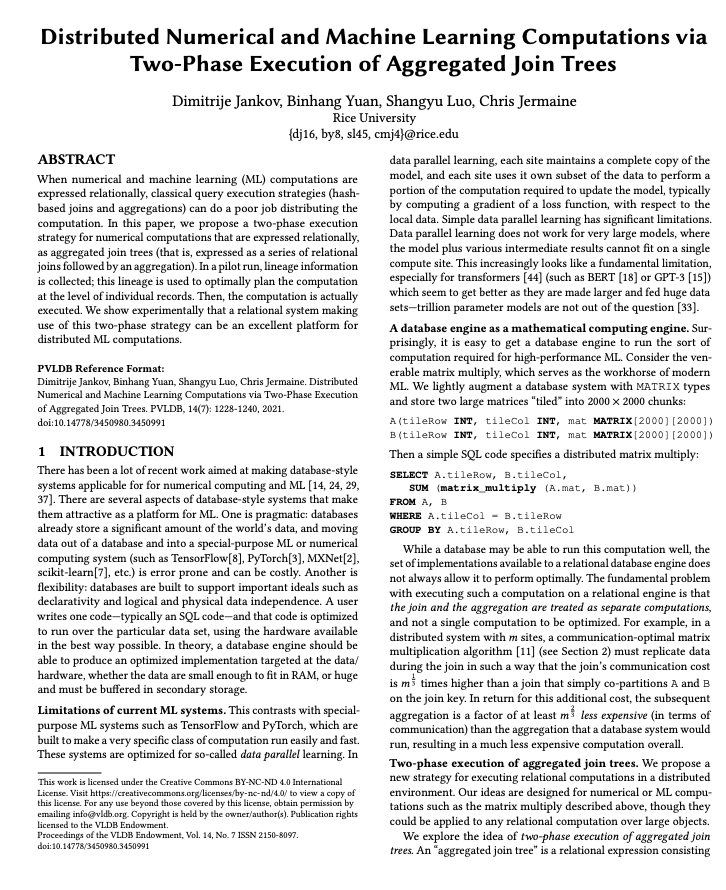 Distributed Numerical and Machine Learning Computations via
Two-Phase Execution of Aggregated Join Trees
Dimitrije Jankov, Binhang Yuan, Shangyu Luo, Chris Jermaine
Rice University
{dj16, by8, sl45, cmj4}@rice.edu
ABSTRACT
When numerical and machine learning (ML) computations are
expressed relationally, classical query execution strategies (hash-
based joins and aggregations) can do a poor job distributing the
computation. In this paper, we propose a two-phase execution
strategy for numerical computations that are expressed relationally,
as aggregated join trees (that is, expressed as a series of relational
joins followed by an aggregation). In a pilot run, lineage information
is collected; this lineage is used to optimally plan the computation
at the level of individual records. Then, the computation is actually
executed. We show experimentally that a relational system making
use of this two-phase strategy can be an excellent platform for
distributed ML computations.
PVLDB Reference Format:
Dimitrije Jankov, Binhang Yuan, Shangyu Luo, Chris Jermaine. Distributed
Numerical and Machine Learning Computations via Two-Phase Execution
of Aggregated Join Trees. PVLDB, 14(7): 1228-1240, 2021.
doi:10.14778/3450980.3450991
1 INTRODUCTION
There has been a lot of recent work aimed at making database-style
systems applicable for for numerical computing and ML [14, 24, 29,
37]. There are several aspects of database-style systems that make
them attractive as a platform for ML. One is pragmatic: databases
already store a significant amount of the world's data, and moving
data out of a database and into a special-purpose ML or numerical
computing system (such as TensorFlow[8], PyTorch[3], MXNet[2],
scikit-learn[7], etc.) is error prone and can be costly. Another is
flexibility: databases are built to support important ideals such as
declarativity and logical and physical data independence. A user
writes one code—typically an SQL code—and that code is optimized
to run over the particular data set, using the hardware available
in the best way possible. In theory, a database engine should be
able to produce an optimized implementation targeted at the data/
hardware, whether the data are small enough to fit in RAM, or huge
and must be buffered in secondary storage.
Limitations of current ML systems. This contrasts with special-
purpose ML systems such as TensorFlow and PyTorch, which are
built to make a very specific class of computation run easily and fast.
These systems are optimized for so-called data parallel learning. In
This work is licensed under the Creative Commons BY-NC-ND 4.0 International
License. Visit https://creativecommons.org/licenses/by-nc-nd/4.0/ to view a copy of
this license. For any use beyond those covered by this license, obtain permission by
emailing info@vldb.org. Copyright is held by the owner/author(s). Publication rights
licensed to the VLDB Endowment.
Proceedings of the VLDB Endowment, Vol. 14, No. 7 ISSN 2150-8097.
doi:10.14778/3450980.3450991
data parallel learning, each site maintains a complete copy of the
model, and each site uses it own subset of the data to perform a
portion of the computation required to update the model, typically
by computing a gradient of a loss function, with respect to the
local data. Simple data parallel learning has significant limitations.
Data parallel learning does not work for very large models, where
the model plus various intermediate results cannot fit on a single
compute site. This increasingly looks like a fundamental limitation,
especially for transformers [44] (such as BERT [18] or GPT-3 [15])
which seem to get better as they are made larger and fed huge data
sets—trillion parameter models are not out of the question [33].
A database engine as a mathematical computing engine. Sur-
prisingly, it is easy to get a database engine to run the sort of
computation required for high-performance ML. Consider the ven-
erable matrix multiply, which serves as the workhorse of modern
ML. We lightly augment a database system with MATRIX types
and store two large matrices "tiled" into 2000 × 2000 chunks:
A(tileRow INT, tileCol INT, mat MATRIX[2000][2000])
B(tileRow INT, tileCol INT, mat MATRIX[2000][2000])
Then a simple SQL code specifies a distributed matrix multiply:
SELECT A.tileRow, B.tileCol,
SUM (matrix_multiply (A.mat, B.mat))
FROM A, B
WHERE A.tileCol = B.tileRow
GROUP BY A.tileRow, B.tileCol
While a database may be able to run this computation well, the
set of implementations available to a relational database engine does
not always allow it to perform optimally. The fundamental problem
with executing such a computation on a relational engine is that
the join and the aggregation are treated as separate computations,
and not a single computation to be optimized. For example, in a
distributed system with m sites, a communication-optimal matrix
multiplication algorithm [11] (see Section 2) must replicate data
during the join in such a way that the join's communication cost
is m^{1/3} times higher than a join that simply co-partitions A and B
on the join key. In return for this additional cost, the subsequent
aggregation is a factor of at least m^{2/3} less expensive (in terms of
communication) than the aggregation that a database system would
run, resulting in a much less expensive computation overall.
Two-phase execution of aggregated join trees. We propose a
new strategy for executing relational computations in a distributed
environment. Our ideas are designed for numerical or ML compu-
tations such as the matrix multiply described above, though they
could be applied to any relational computation over large objects.
We explore the idea of two-phase execution of aggregated join
trees. An "aggregated join tree" is a relational expression consisting